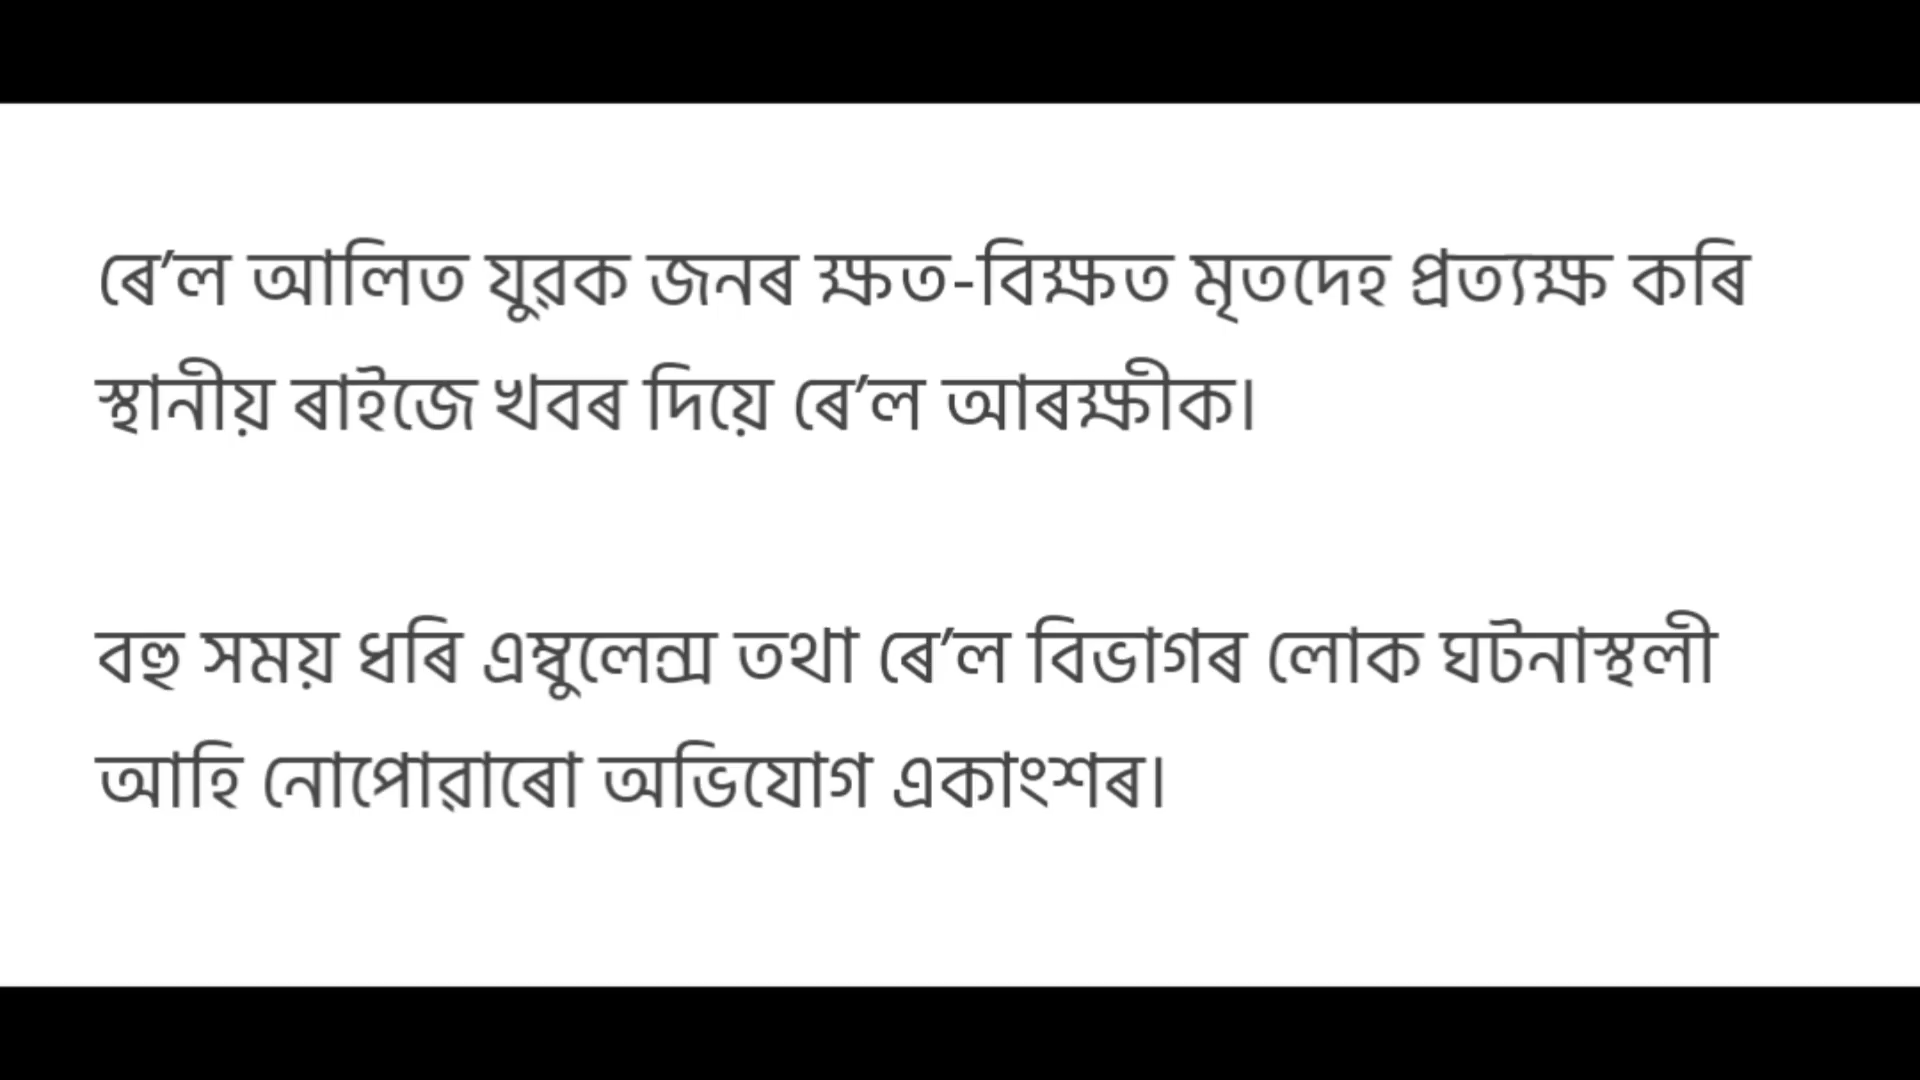 ৰে’ল আলিত যুৱক জনৰ ক্ষত-বিক্ষত মৃতদেহ প্ৰত্যক্ষ কৰি
স্থানীয় ৰাইজে খবৰ দিয়ে ৰে’ল আৰক্ষীক।
বহু সময় ধৰি এম্বুলেন্স তথা ৰে’ল বিভাগৰ লোক ঘটনাস্থলী
আহি নোপোৱাৰো অভিযোগ একাংশৰ।